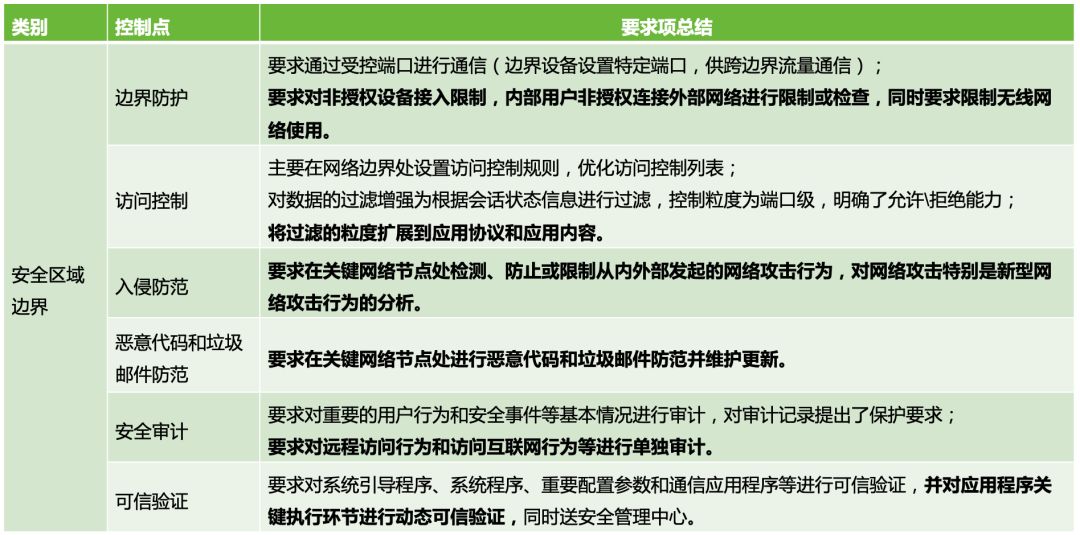 类别
控制点
要求项总结
安全区域
边界
边界防护
要求通过受控端口进行通信（边界设备设置特定端口，供跨边界流量通信）；
要求对非授权设备接入限制，内部用户非授权连接外部网络进行限制或检查，同时要求限制无线网
络使用。
访问控制
主要在网络边界处设置访问控制规则，优化访问控制列表；
对数据的过滤增强为根据会话状态信息进行过滤，控制粒度为端口级，明确了允许\拒绝能力；
将过滤的粒度扩展到应用协议和应用内容。
入侵防范
要求在关键网络节点处检测、防止或限制从内外部发起的网络攻击行为，对网络攻击特别是新型网
络攻击行为的分析。
恶意代码和垃圾
邮件防范
要求在关键网络节点处进行恶意代码和垃圾邮件防范并维护更新。
安全审计
要求对重要的用户行为和安全事件等基本情况进行审计，对审计记录提出了保护要求；
要求对远程访问行为和访问互联网行为等进行单独审计。
可信验证
要求对系统引导程序、系统程序、重要配置参数和通信应用程序等进行可信验证，并对应用程序关
键执行环节进行动态可信验证，同时送安全管理中心。